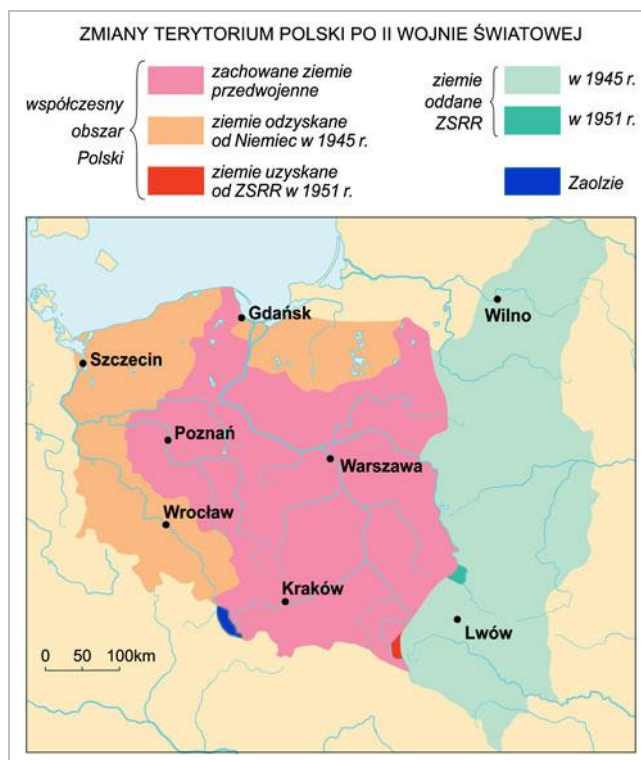 ZMIANY TERYTORIUM POLSKI PO II WOJNIE ŚWIATOWEJ
współczesny
obszar
Polski
zachowane ziemie
przedwojenne
ziemie odzyskane
od Niemiec w 1945 r.
ziemie uzyskane
od ZSRR w 1951 r.
ziemie
oddane
ZSRR
w 1945 r.
w 1951 r.
Zaolzie
Gdańsk
Wilno
Szczecin
Poznań
Warszawa
Wrocław
Kraków
Lwów
0 50 100km